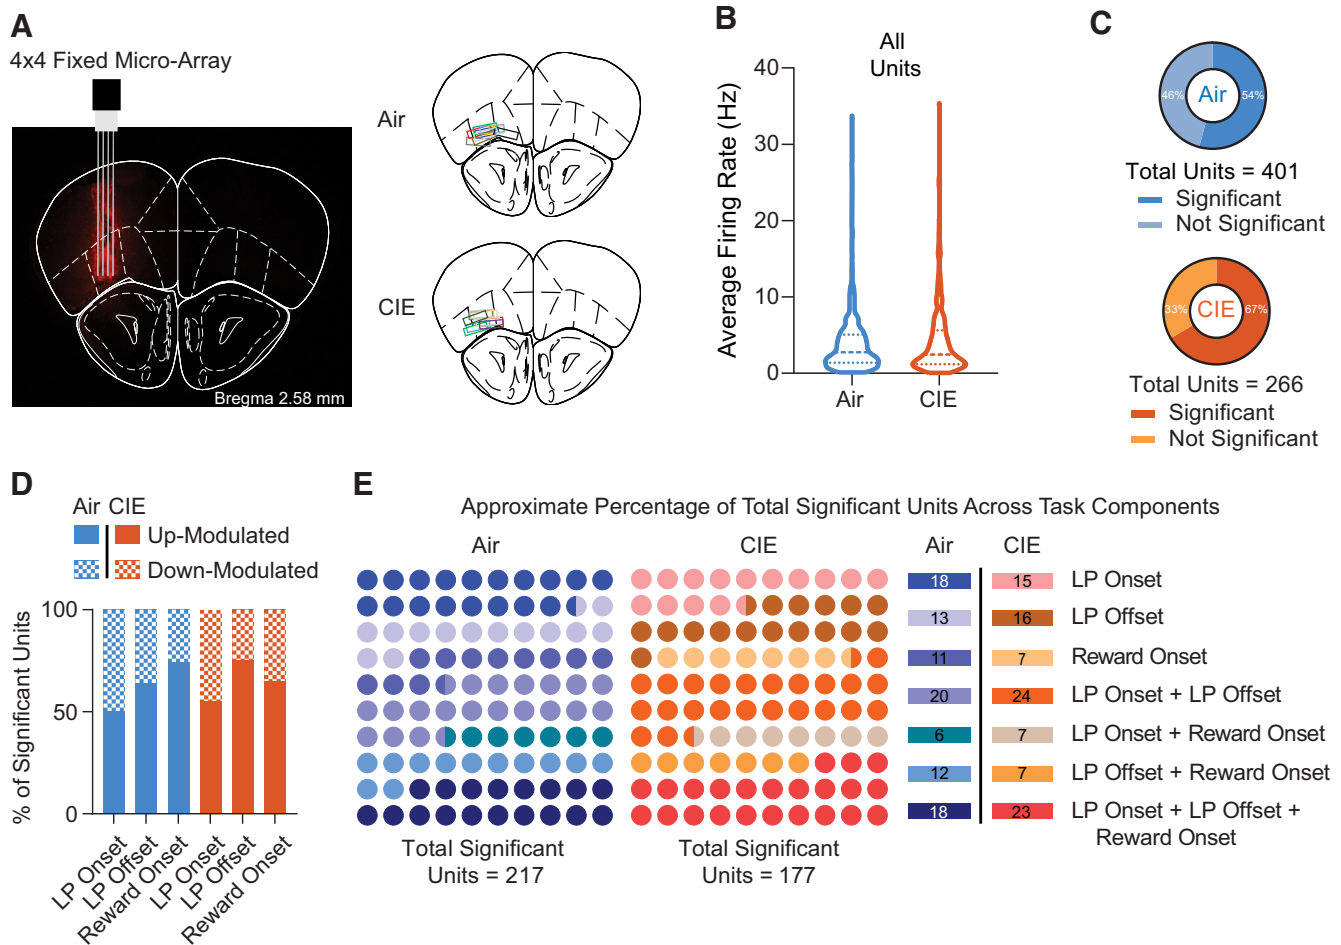 A
4x4 Fixed Micro-Array
Bregma 2.58 mm
Air
CIE
B
All
Units
Average Firing Rate (Hz)
40
30
20
10
0
Air
CIE
C
46%
Air
54%
Total Units = 401
Significant
Not Significant
33%
CIE
67%
Total Units = 266
Significant
Not Significant
D
Air CIE
Up-Modulated
Down-Modulated
% of Significant Units
100
50
0
LP Onset
LP Offset
Reward Onset
LP Onset
LP Offset
Reward Onset
E
Approximate Percentage of Total Significant Units Across Task Components
Air
CIE
Air
CIE
18 15 LP Onset
13 16 LP Offset
11 7 Reward Onset
20 24 LP Onset + LP Offset
6 7 LP Onset + Reward Onset
12 7 LP Offset + Reward Onset
18 23 LP Onset + LP Offset +
Reward Onset
Total Significant
Units = 217
Total Significant
Units = 177